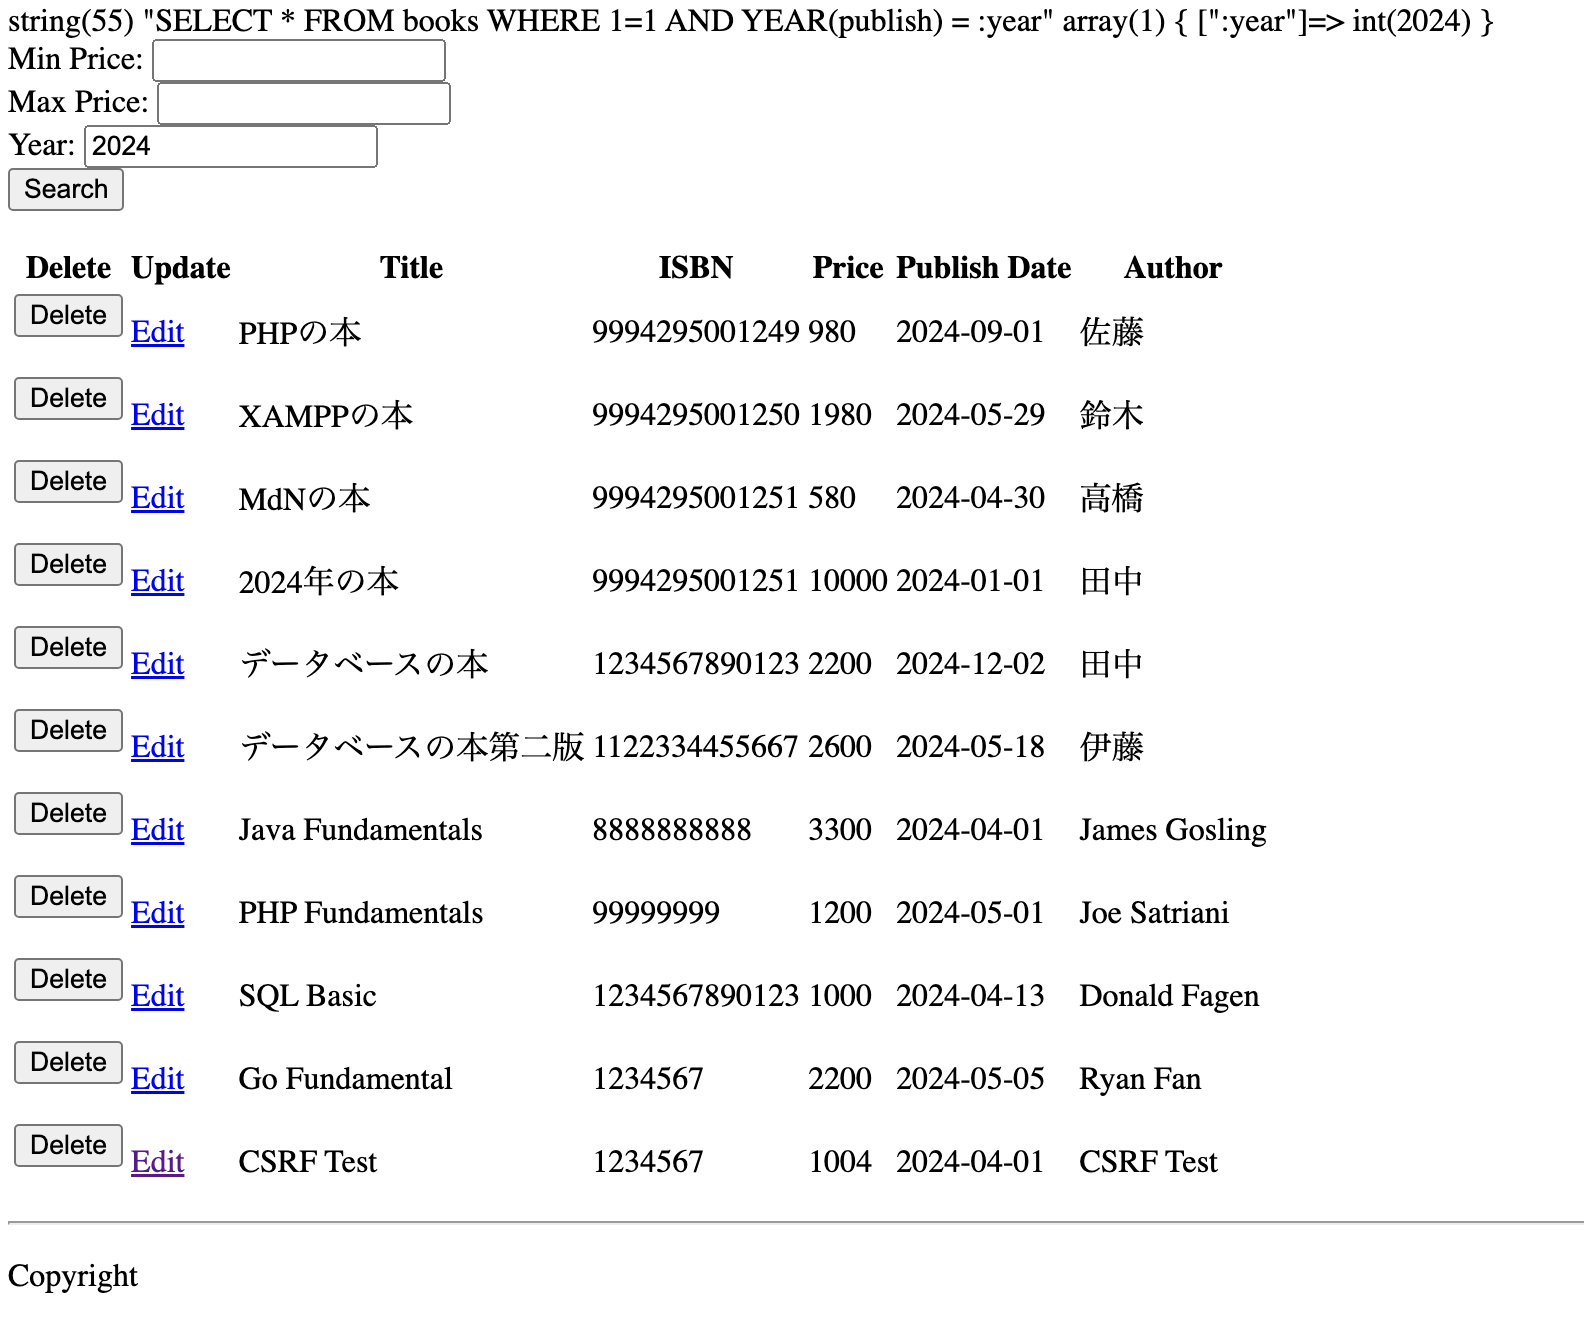 string(55) "SELECT * FROM books WHERE 1=1 AND YEAR(publish) = :year" array(1) { [":year"]=> int(2024) }
Min Price:
Max Price:
Year: 2024
Search
Delete Update Title ISBN Price Publish Date Author
Delete Edit PHPの本 9994295001249 980 2024-09-01 佐藤
Delete Edit XAMPPの本 9994295001250 1980 2024-05-29 鈴木
Delete Edit MdNの本 9994295001251 580 2024-04-30 高橋
Delete Edit 2024年の本 9994295001251 10000 2024-01-01 田中
Delete Edit データベースの本 1234567890123 2200 2024-12-02 田中
Delete Edit データベースの本第二版 1122334455667 2600 2024-05-18 伊藤
Delete Edit Java Fundamentals 8888888888 3300 2024-04-01 James Gosling
Delete Edit PHP Fundamentals 99999999 1200 2024-05-01 Joe Satriani
Delete Edit SQL Basic 1234567890123 1000 2024-04-13 Donald Fagen
Delete Edit Go Fundamental 1234567 2200 2024-05-05 Ryan Fan
Delete Edit CSRF Test 1234567 1004 2024-04-01 CSRF Test
Copyright